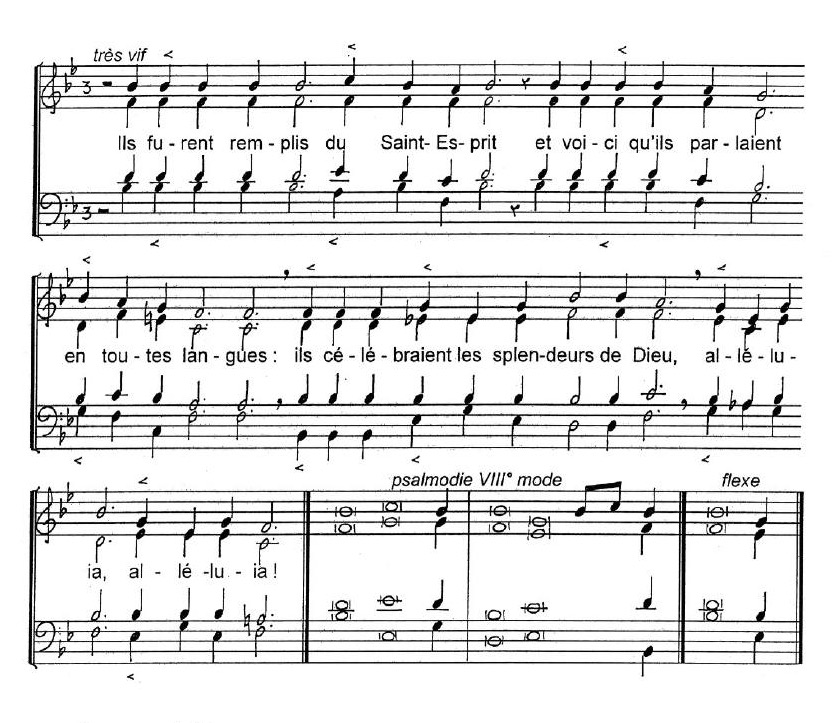 très vif
3
Ils fu - rent rem - plis du Saint- Es- prit et voi - ci qu'ils par - laient
3
en tou - tes lan - gues : ils cé - lé - braient les splen-deurs de Dieu, al - lé - lu -
psalmodie VIII° mode flexe
ia, al - lé - lu - ia !